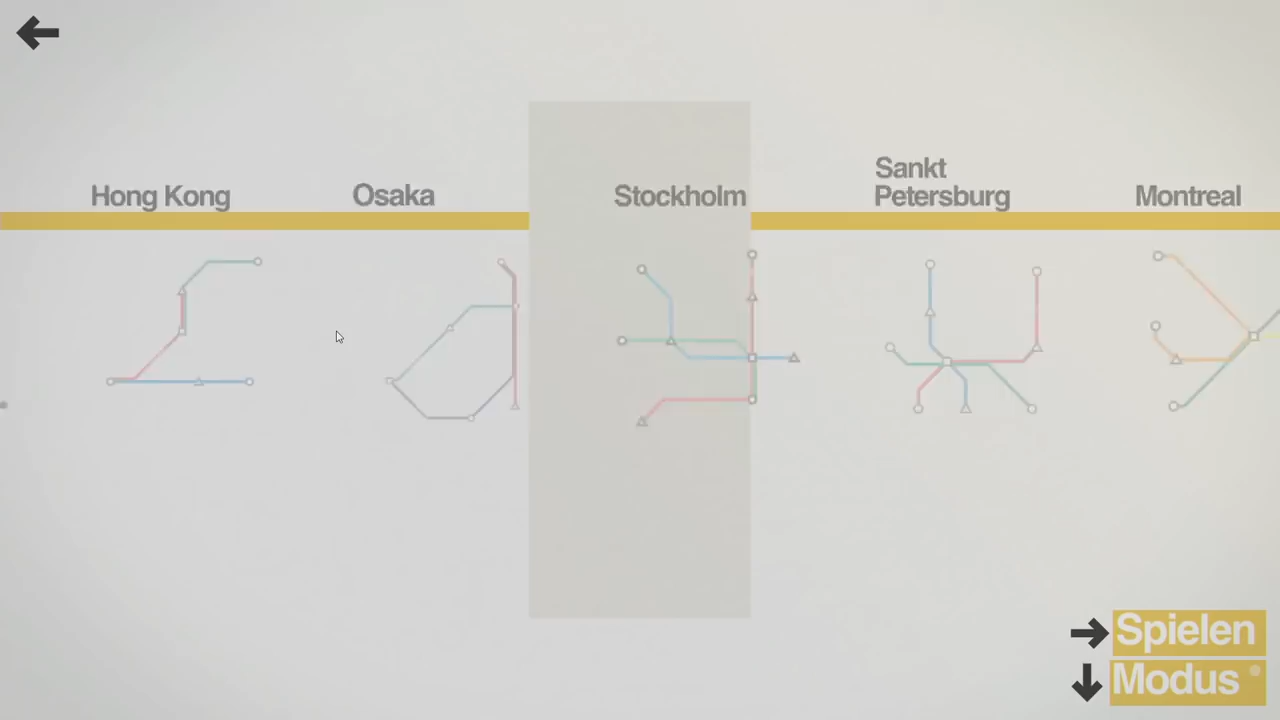 Hong Kong
Osaka
Stockholm
Sankt
Petersburg
Montreal
Spielen
Modus